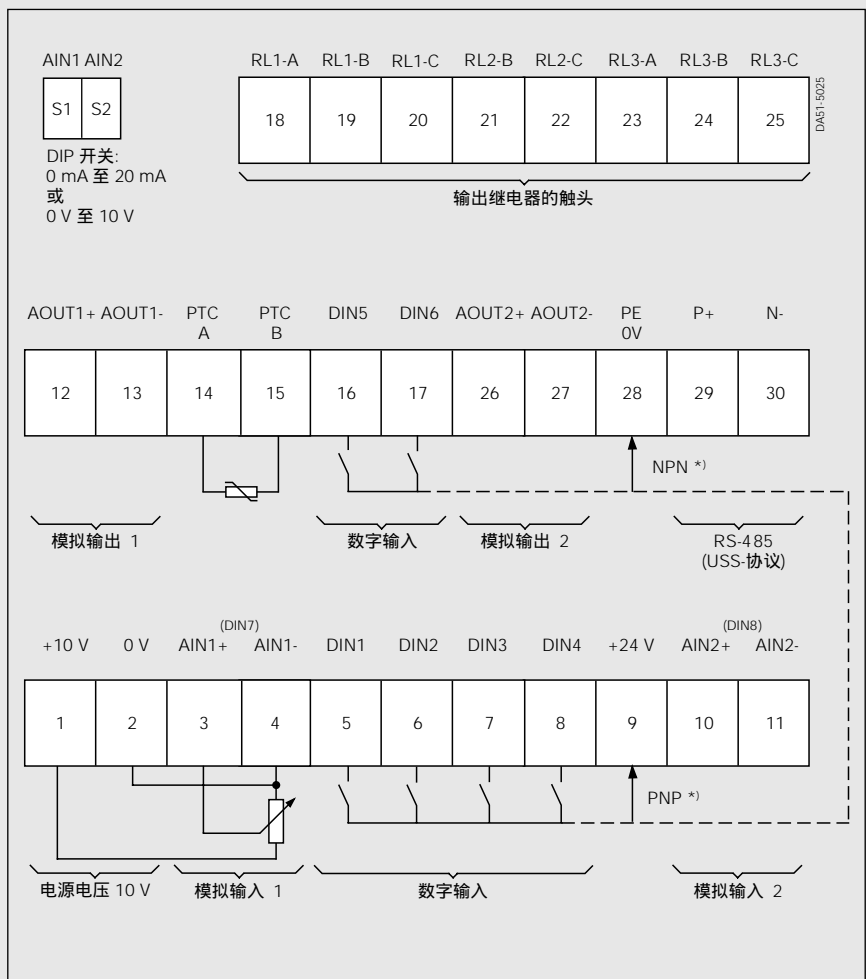 AIN1 AIN2
S1 S2
DIP 开关:
0 mA 至 20 mA
或
0 V 至 10 V
RL1-A RL1-B RL1-C RL2-B RL2-C RL3-A RL3-B RL3-C
18 19 20 21 22 23 24 25
DA51-5025
输出继电器的触头
AOUT1+ AOUT1- PTC A PTC B DIN5 DIN6 AOUT2+ AOUT2- PE 0V P+ N-
12 13 14 15 16 17 26 27 28 29 30
NPN *)
模拟输出 1 数字输入 模拟输出 2 RS-485
(USS-协议)
(DIN7) (DIN8)
+10 V 0 V AIN1+ AIN1- DIN1 DIN2 DIN3 DIN4 +24 V AIN2+ AIN2-
1 2 3 4 5 6 7 8 9 10 11
PNP *)
电源电压 10 V 模拟输入 1 数字输入 模拟输入 2